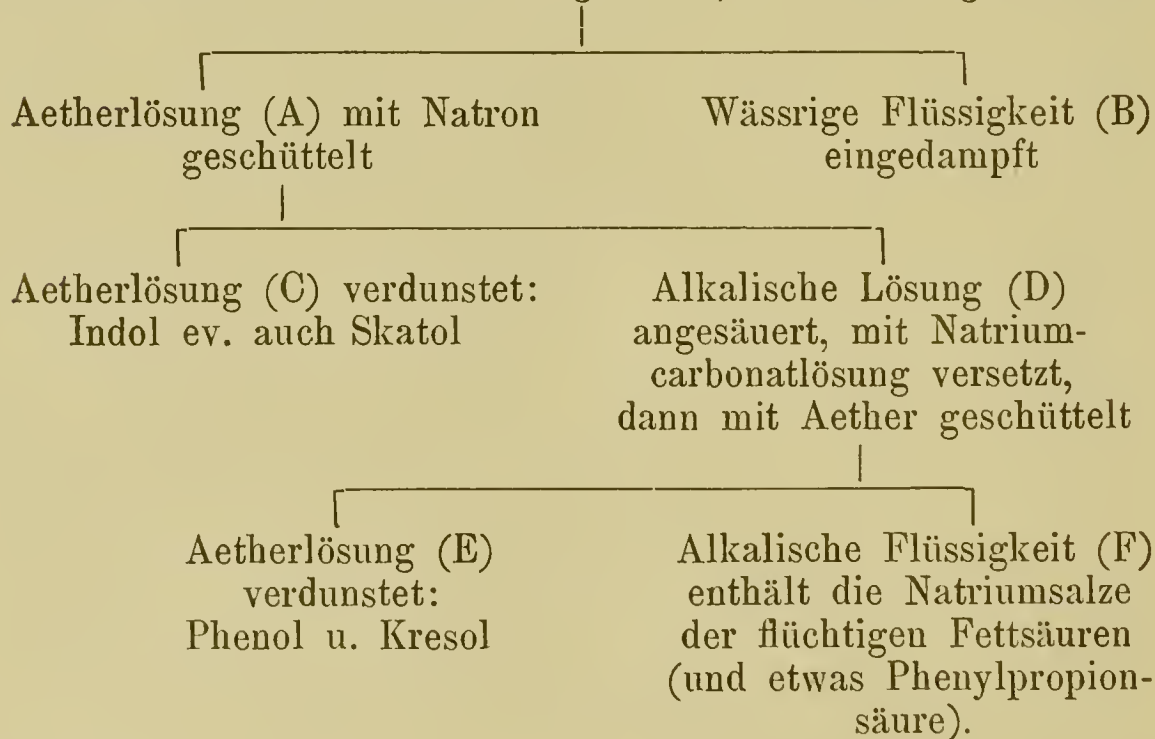 Aetherlösung (A) mit Natron
geschüttelt
Wässrige Flüssigkeit (B)
eingedampft
Aetherlösung (C) verdunstet:
Indol ev. auch Skatol
Alkalische Lösung (D)
angesäuert, mit Natrium-
carbonatlösung versetzt,
dann mit Aether geschüttelt
Aetherlösung (E)
verdunstet:
Phenol u. Kresol
Alkalische Flüssigkeit (F)
enthält die Natriumsalze
der flüchtigen Fettsäuren
(und etwas Phenylpropion-
säure).